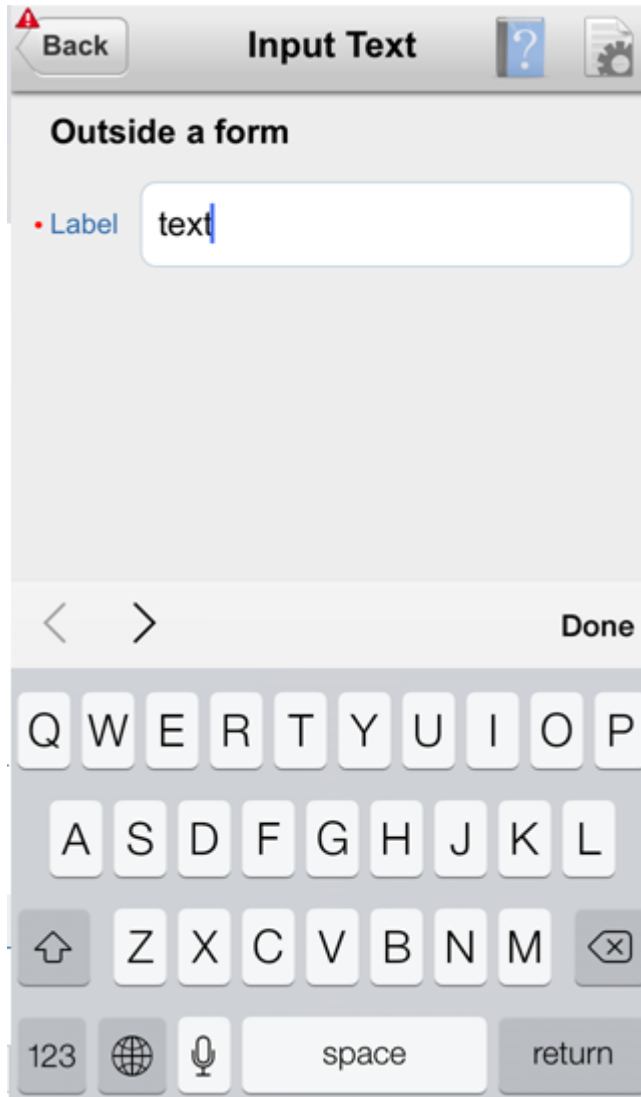 Back Input Text ?
Outside a form
• Label text
Done
Q W E R T Y U I O P
A S D F G H J K L
Z X C V B N M
123 space return